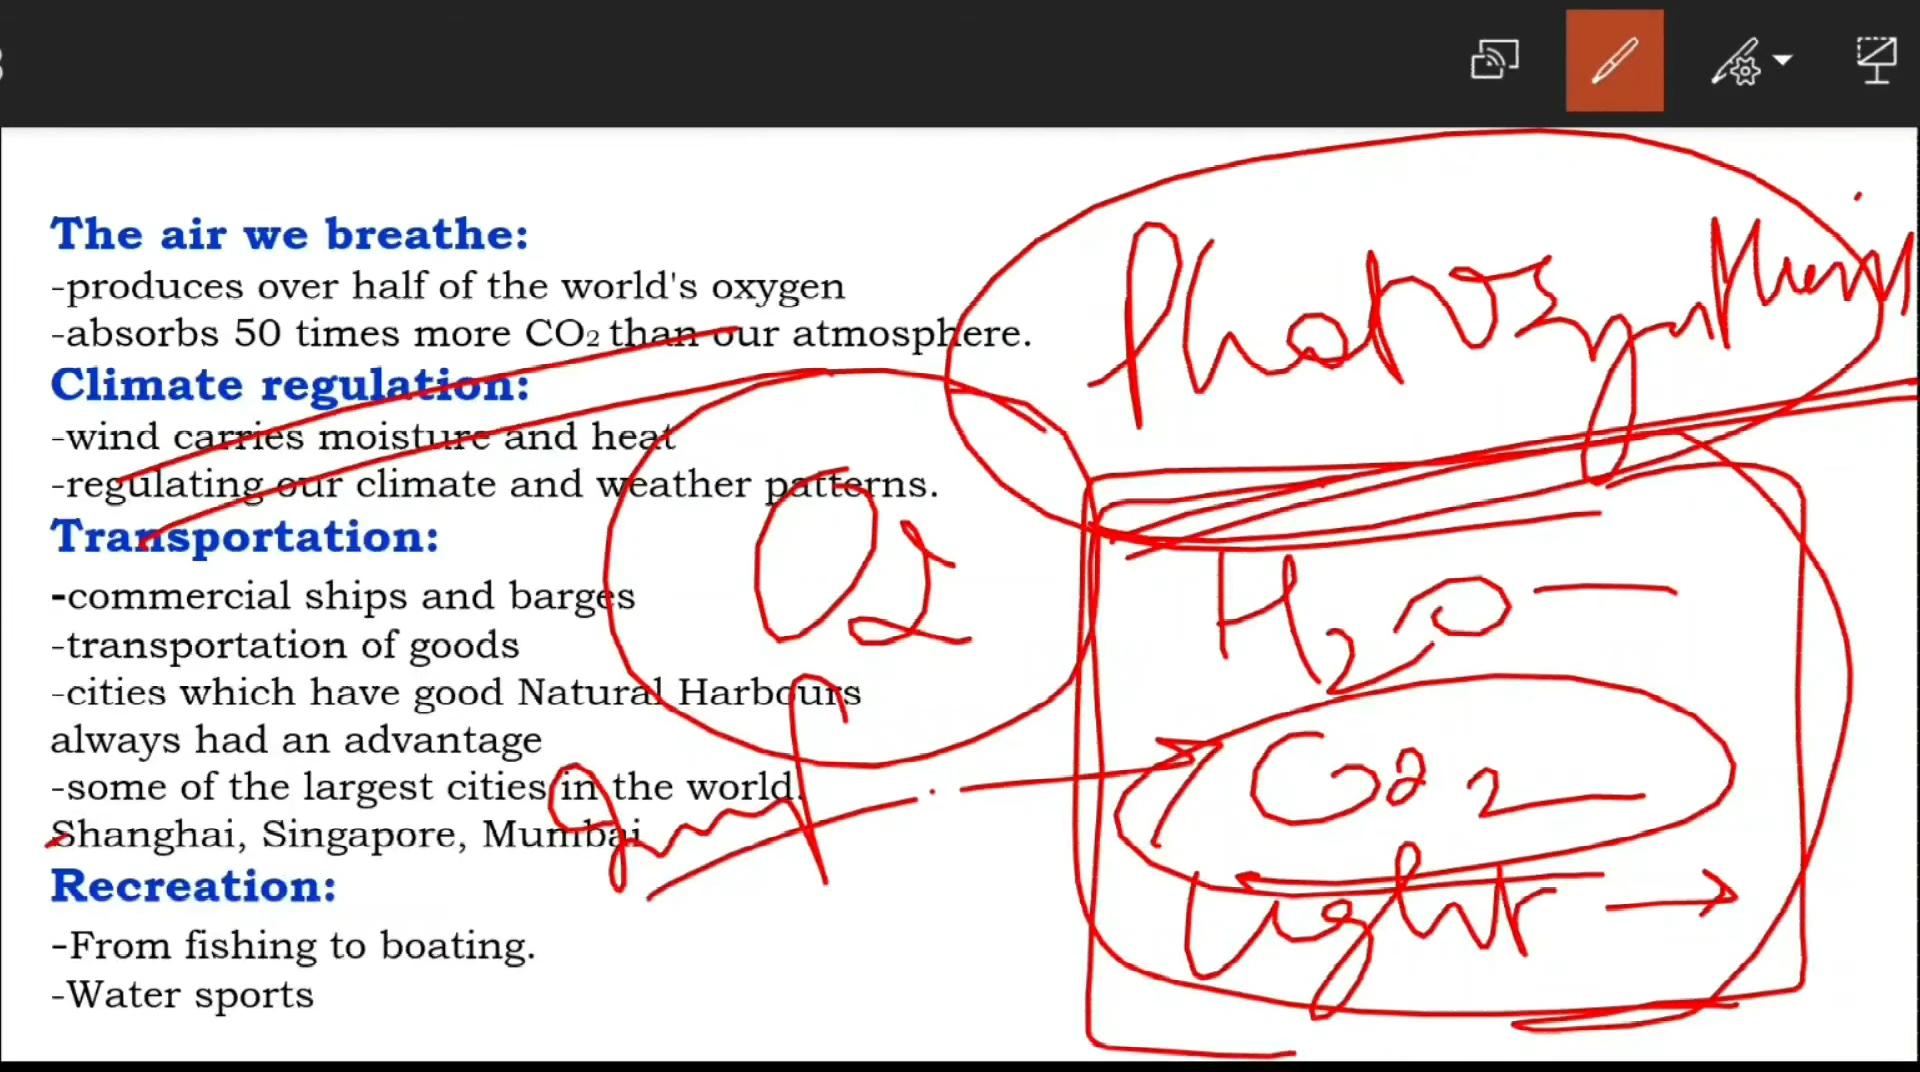 The air we breathe:
-produces over half of the world's oxygen
-absorbs 50 times more CO₂ than our atmosphere.
Climate regulation:
-wind carries moisture and heat
-regulating our climate and weather patterns.
Transportation:
-commercial ships and barges
-transportation of goods
-cities which have good Natural Harbours
always had an advantage
-some of the largest cities in the world.
Shanghai, Singapore, Mumbai
Recreation:
-From fishing to boating.
-Water sports
O2
H2O
CO2
Light